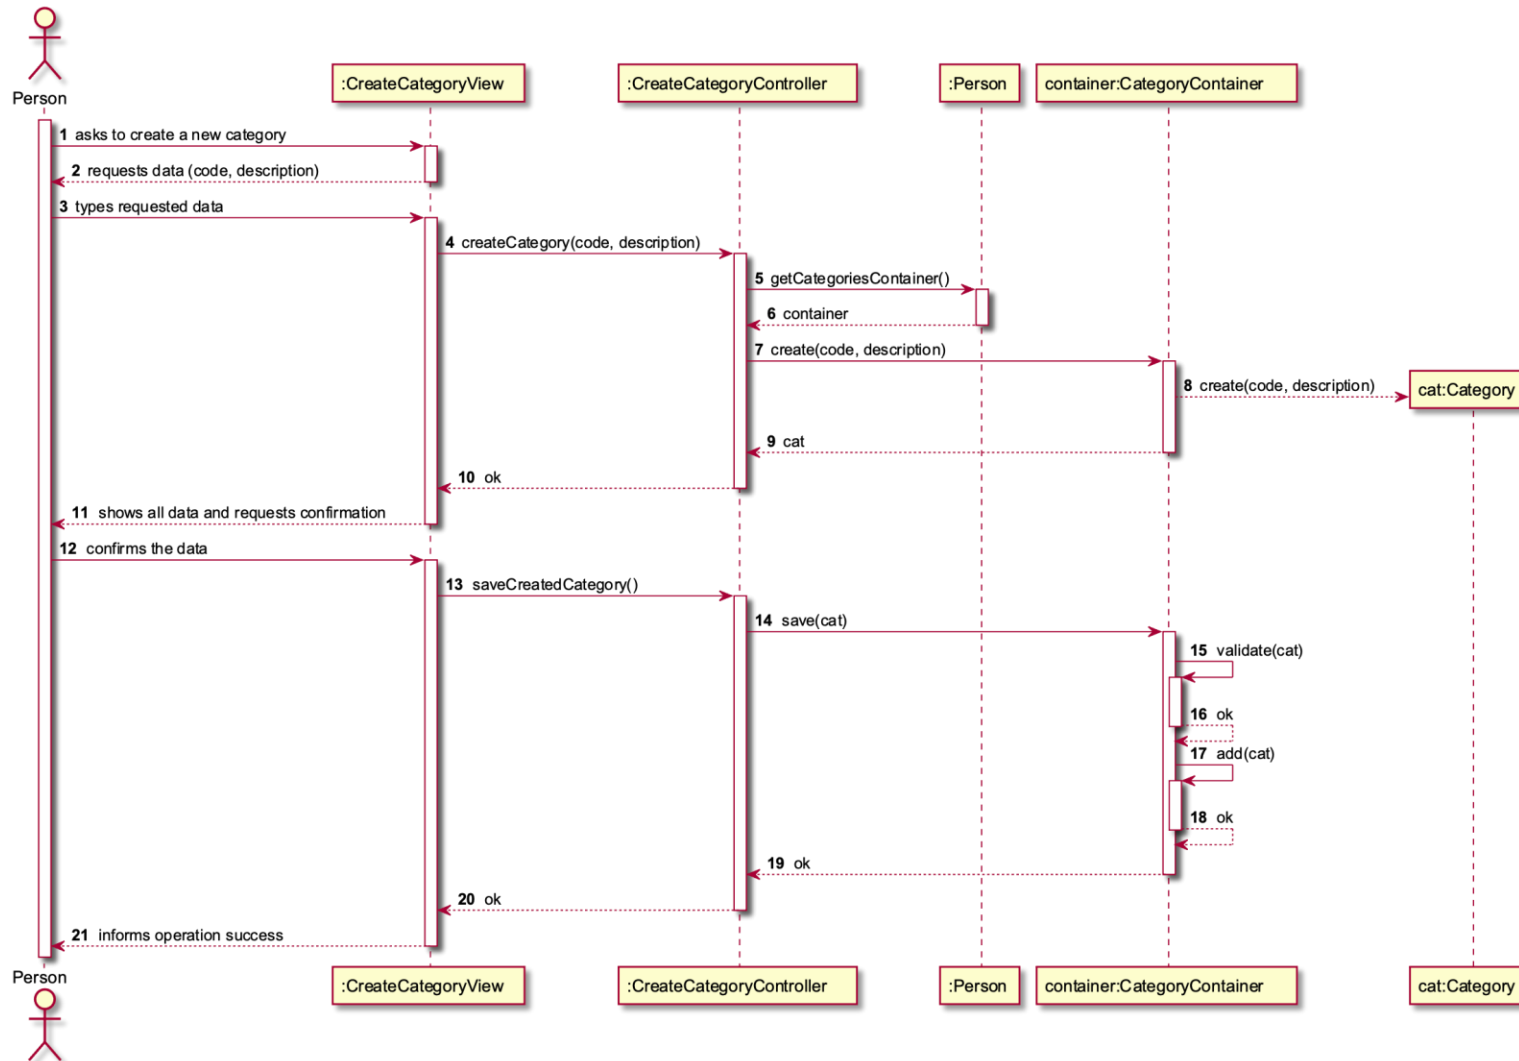 Person
:CreateCategoryView
:CreateCategoryController
:Person
container:CategoryContainer
1 asks to create a new category
2 requests data (code, description)
3 types requested data
4 createCategory(code, description)
5 getCategoriesContainer()
6 container
7 create(code, description)
8 create(code, description)
cat:Category
9 cat
10 ok
11 shows all data and requests confirmation
12 confirms the data
13 saveCreatedCategory()
14 save(cat)
15 validate(cat)
16 ok
17 add(cat)
18 ok
19 ok
20 ok
21 informs operation success
Person
:CreateCategoryView
:CreateCategoryController
:Person
container:CategoryContainer
cat:Category